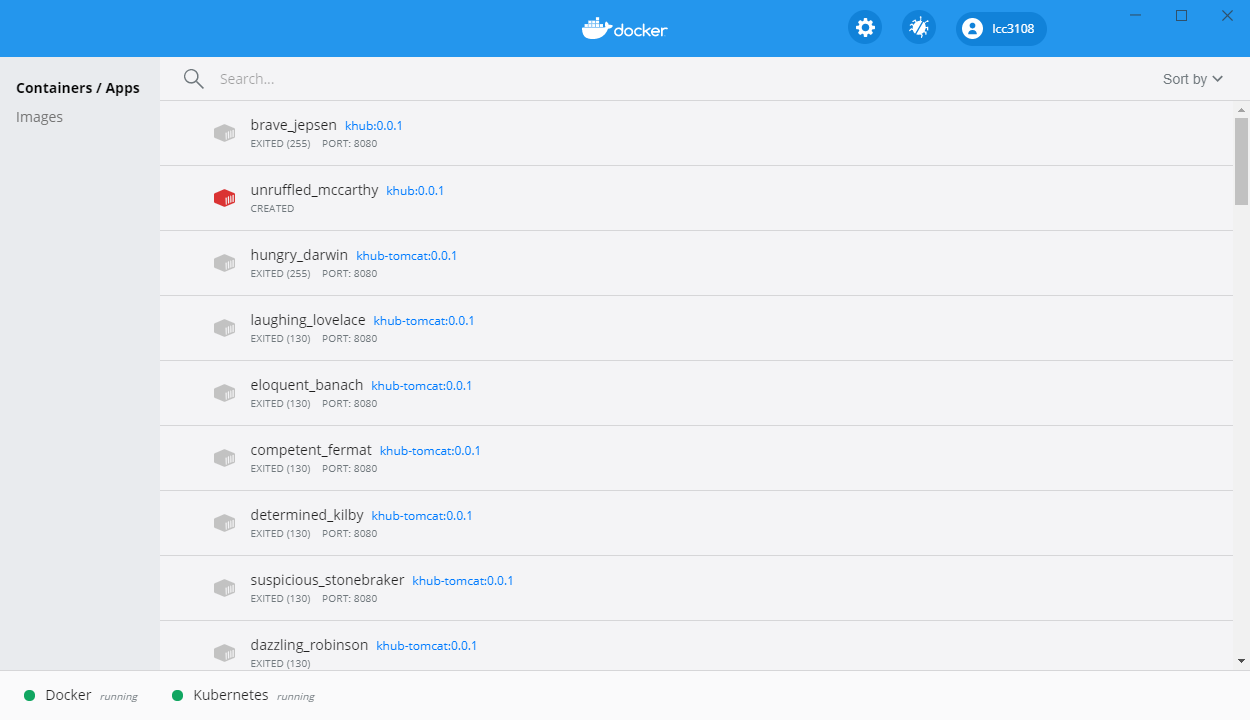 docker
lcc3108
Containers / Apps
Images
Search...
Sort by
brave_jepsen khub:0.0.1
EXITED (255) PORT: 8080
unruffled_mccarthy khub:0.0.1
CREATED
hungry_darwin khub-tomcat:0.0.1
EXITED (255) PORT: 8080
laughing_lovelace khub-tomcat:0.0.1
EXITED (130) PORT: 8080
eloquent_banach khub-tomcat:0.0.1
EXITED (130) PORT: 8080
competent_fermat khub-tomcat:0.0.1
EXITED (130) PORT: 8080
determined_kilby khub-tomcat:0.0.1
EXITED (130) PORT: 8080
suspicious_stonebraker khub-tomcat:0.0.1
EXITED (130) PORT: 8080
dazzling_robinson khub-tomcat:0.0.1
EXITED (130)
Docker running Kubernetes running